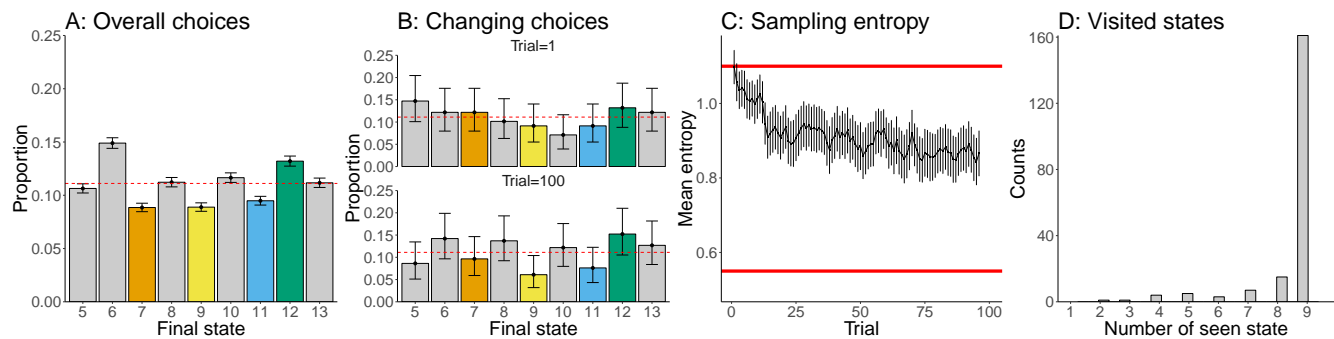 A: Overall choices
0.25
0.20
0.15
0.10
0.05
0.00
Proportion
5 6 7 8 9 10 11 12 13
Final state
B: Changing choices
Trial=1
0.25
0.20
0.15
0.10
0.05
0.00
Trial=100
0.25
0.20
0.15
0.10
0.05
0.00
Proportion
5 6 7 8 9 10 11 12 13
Final state
C: Sampling entropy
1.0
0.8
0.6
Mean entropy
0 25 50 75 100
Trial
D: Visited states
160
120
80
40
0
Counts
1 2 3 4 5 6 7 8 9
Number of seen state